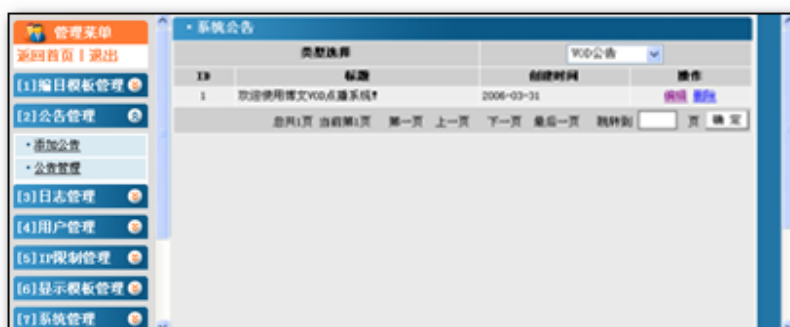 管理菜单
返回首页 | 退出
[1]编目模板管理
[2]公告管理
·添加公告
·公告管理
[3]日志管理
[4]用户管理
[5]IP限制管理
[6]显示模板管理
[7]系统管理
·系统公告
类型选择 VOD公告
ID 标题 创建时间 操作
1 欢迎使用博文VOD点播系统! 2006-03-31 编辑 删除
总共1页 当前第1页 第一页 上一页 下一页 最后一页 跳转到 页 确 定